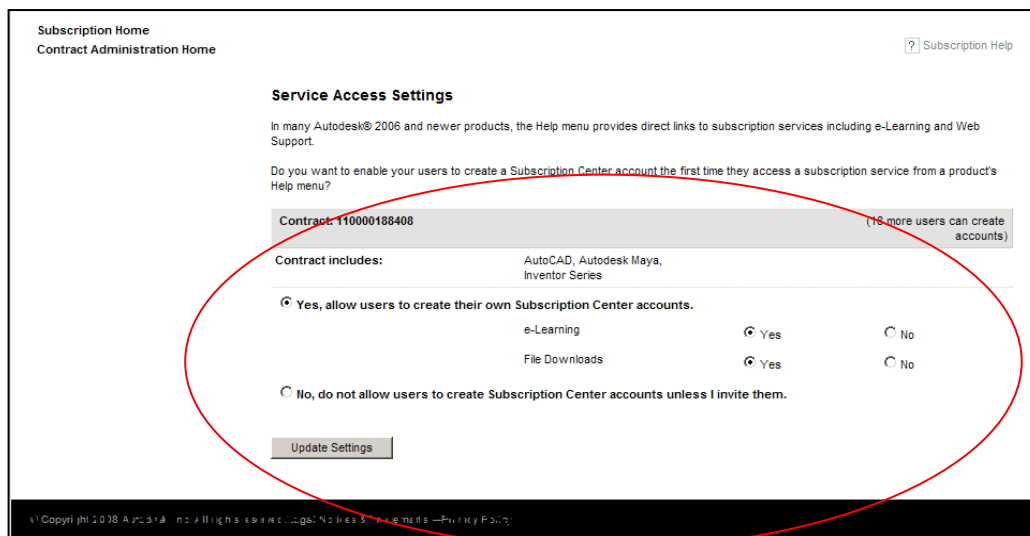 Subscription Home
Contract Administration Home
? Subscription Help
Service Access Settings
In many Autodesk® 2006 and newer products, the Help menu provides direct links to subscription services including e-Learning and Web
Support.
Do you want to enable your users to create a Subscription Center account the first time they access a subscription service from a product's
Help menu?
Contract: 110000188408
(18 more users can create
accounts)
Contract includes:
AutoCAD, Autodesk Maya,
Inventor Series
Yes, allow users to create their own Subscription Center accounts.
e-Learning Yes No
File Downloads Yes No
No, do not allow users to create Subscription Center accounts unless I invite them.
Update Settings
Copyright 2008 Autodesk